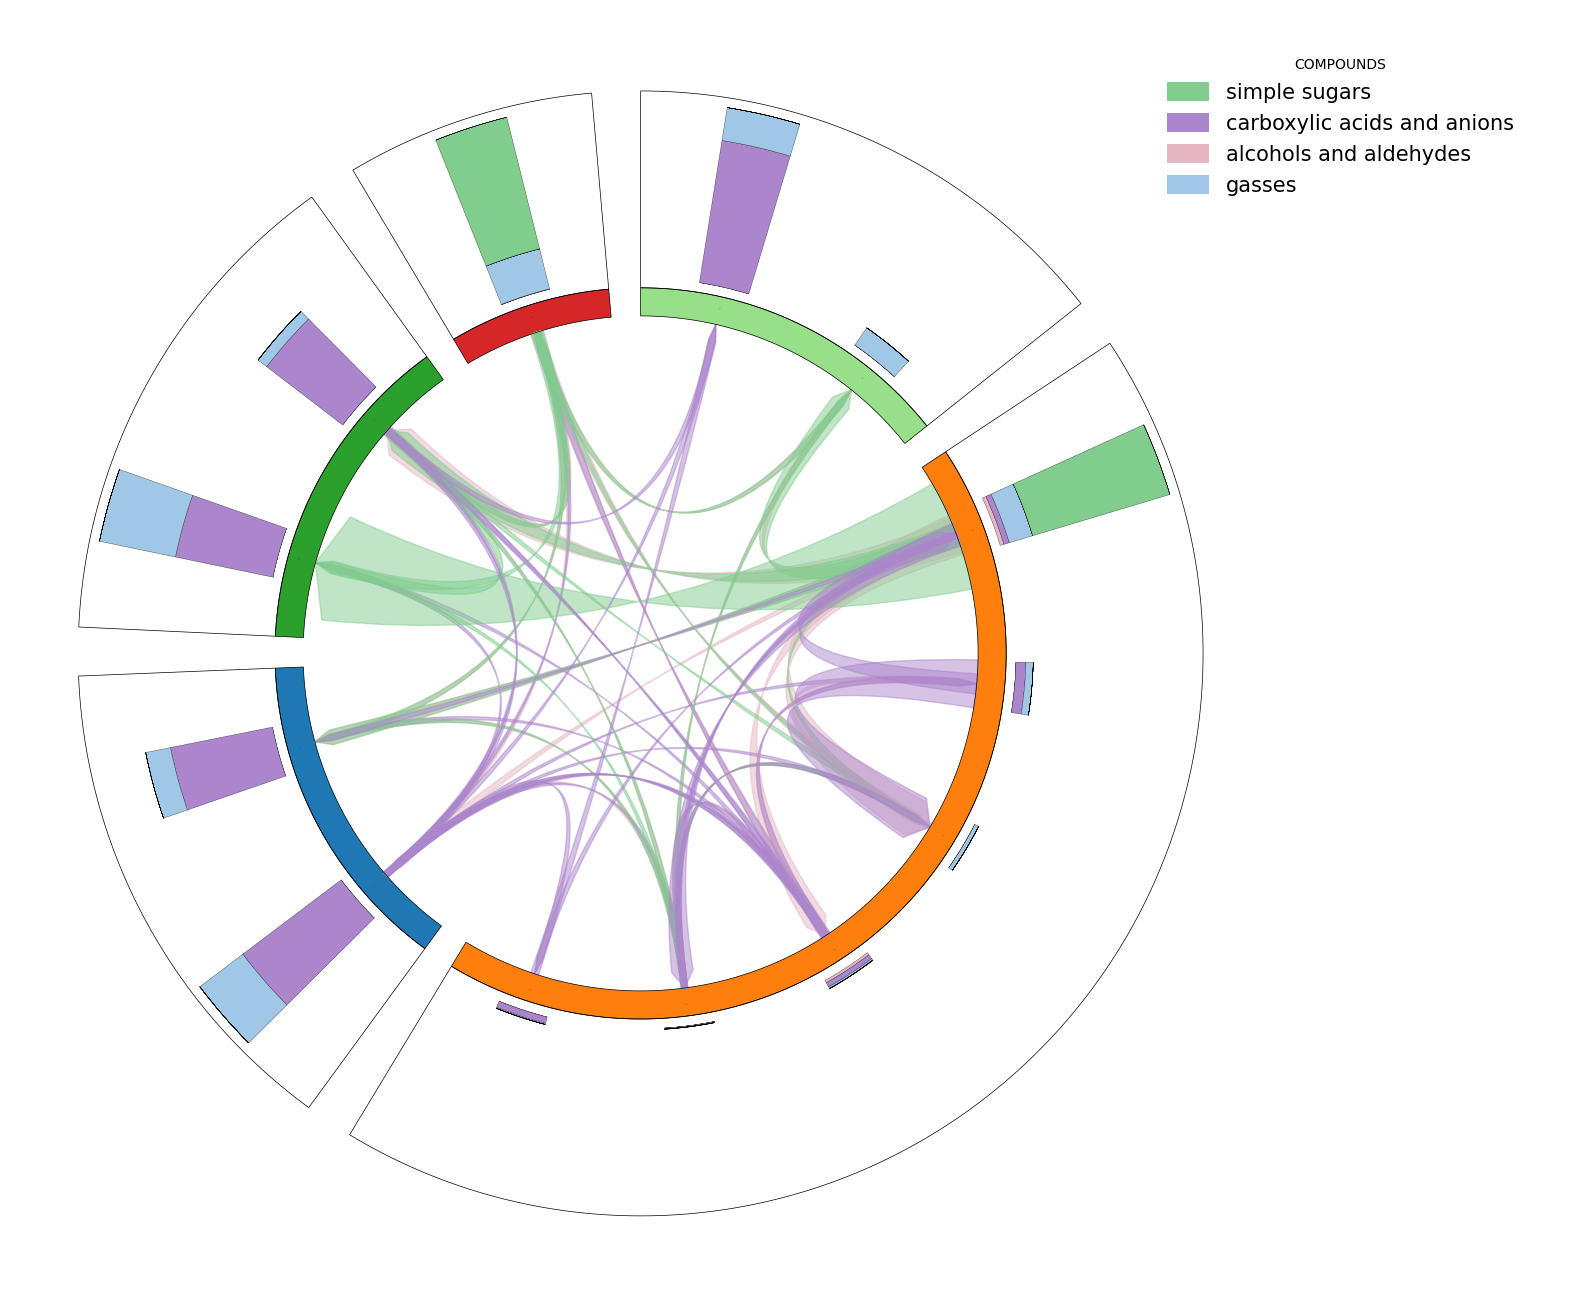 COMPOUNDS
simple sugars
carboxylic acids and anions
alcohols and aldehydes
gasses